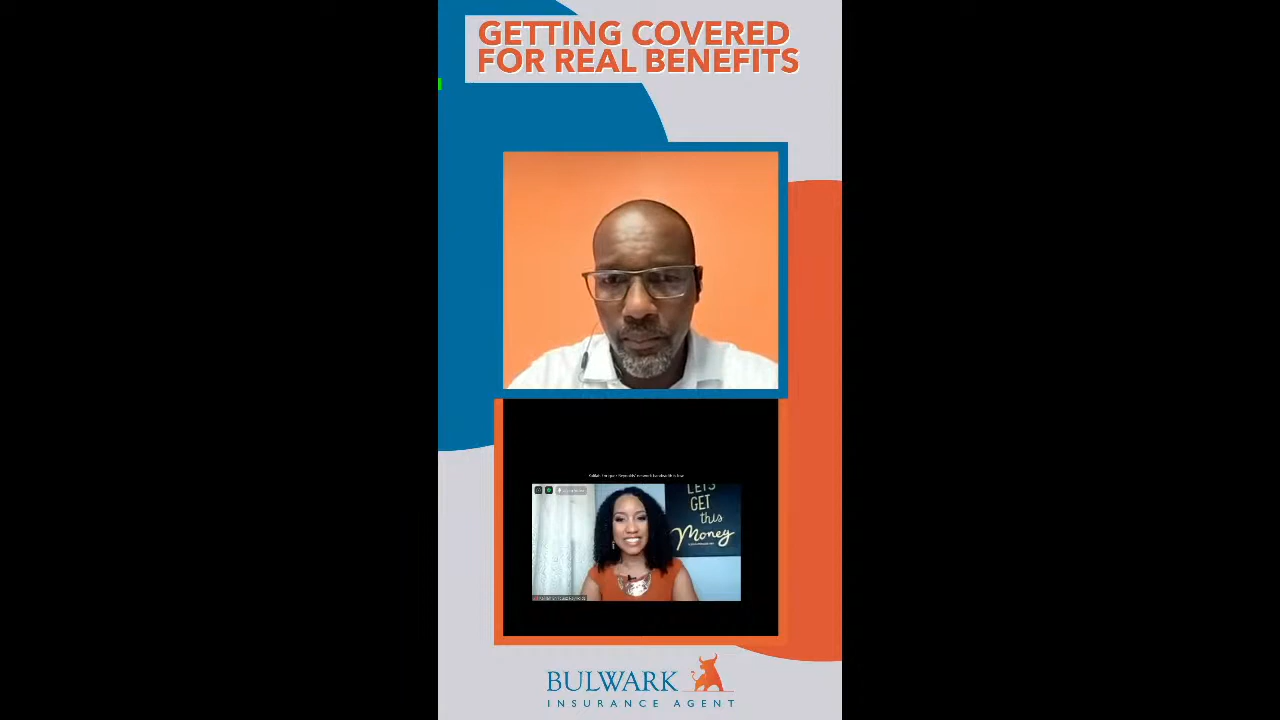 GETTING COVERED
FOR REAL BENEFITS
LET'S
GET
this
Money
BULWARK
INSURANCE AGENT